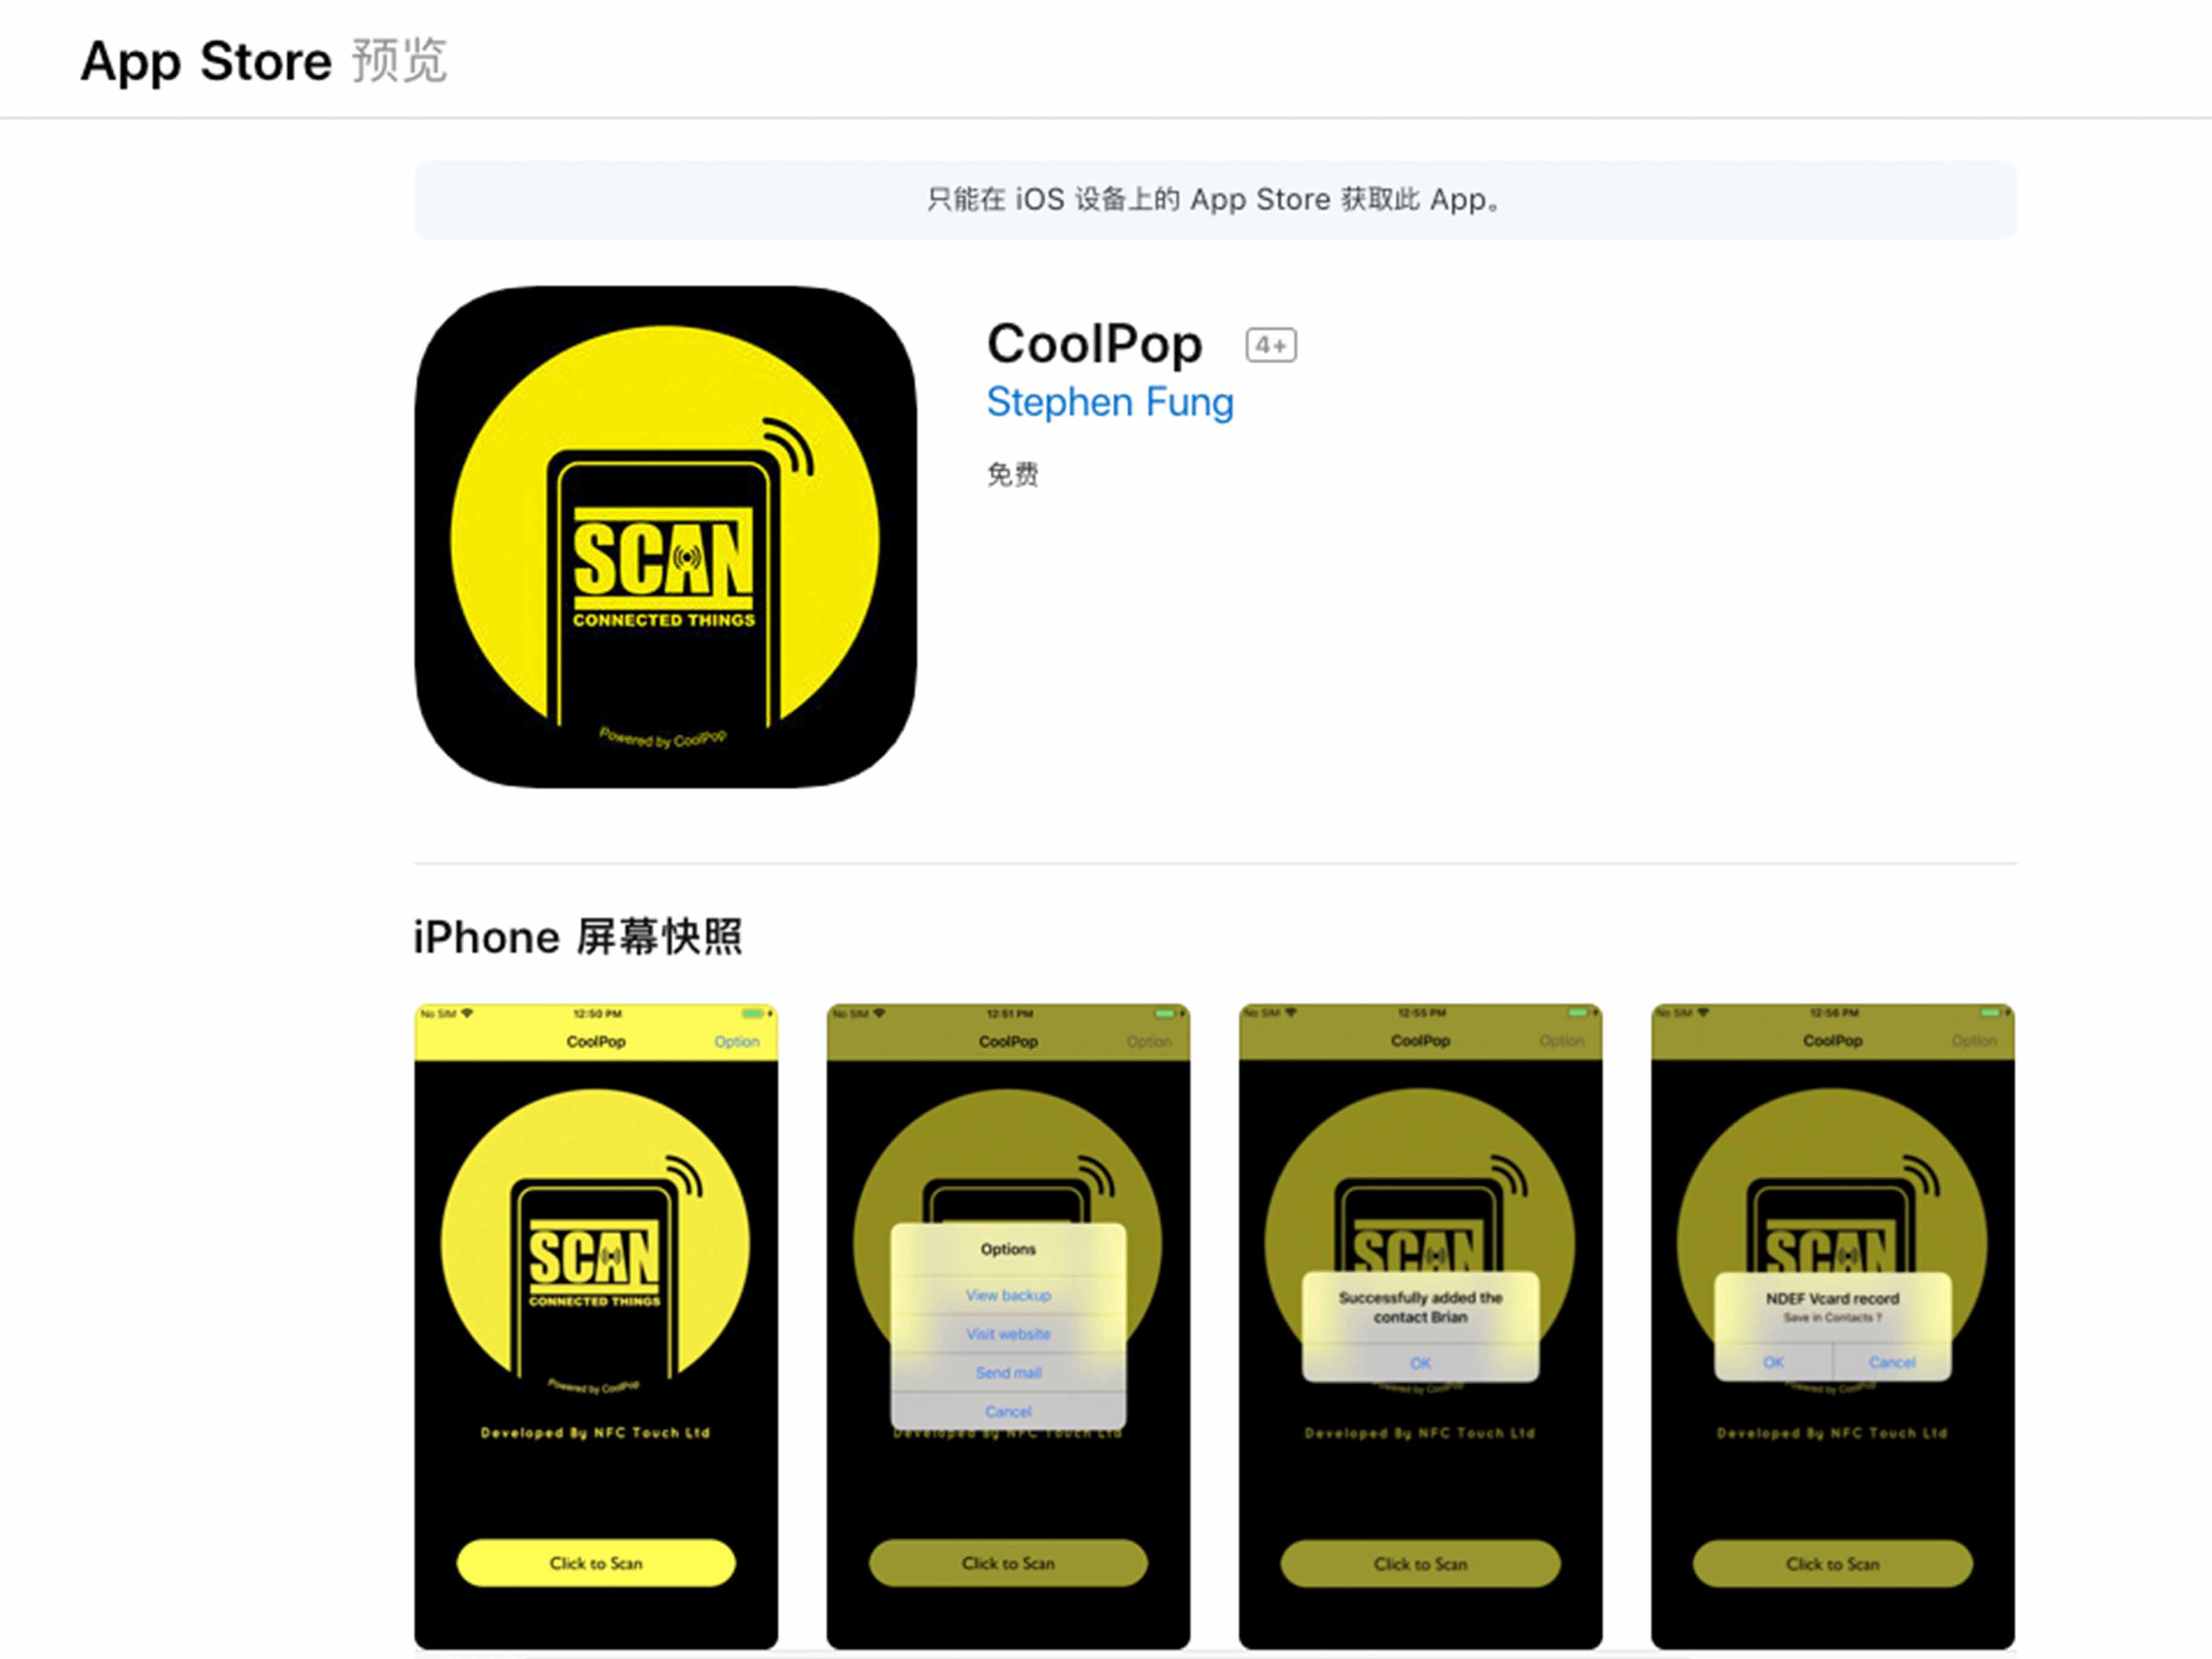 App Store 预览
只能在 iOS 设备上的 App Store 获取此 App。
SCAN
CONNECTED THINGS
Powered by CoolPop
CoolPop 4+
Stephen Fung
免费
iPhone 屏幕快照
No SIM 12:50 PM
CoolPop Option
SCAN
CONNECTED THINGS
Powered by CoolPop
Developed By NFC Touch Ltd
Click to Scan
No SIM 12:51 PM
CoolPop Option
Options
View backup
Visit website
Send mail
Cancel
Developed By NFC Touch Ltd
Click to Scan
No SIM 12:55 PM
CoolPop Option
SCAN
Successfully added the
contact Brian
OK
Powered by CoolPop
Developed By NFC Touch Ltd
Click to Scan
No SIM 12:56 PM
CoolPop Option
SCAN
NDEF Vcard record
Save in Contacts ?
OK Cancel
Powered by CoolPop
Developed By NFC Touch Ltd
Click to Scan